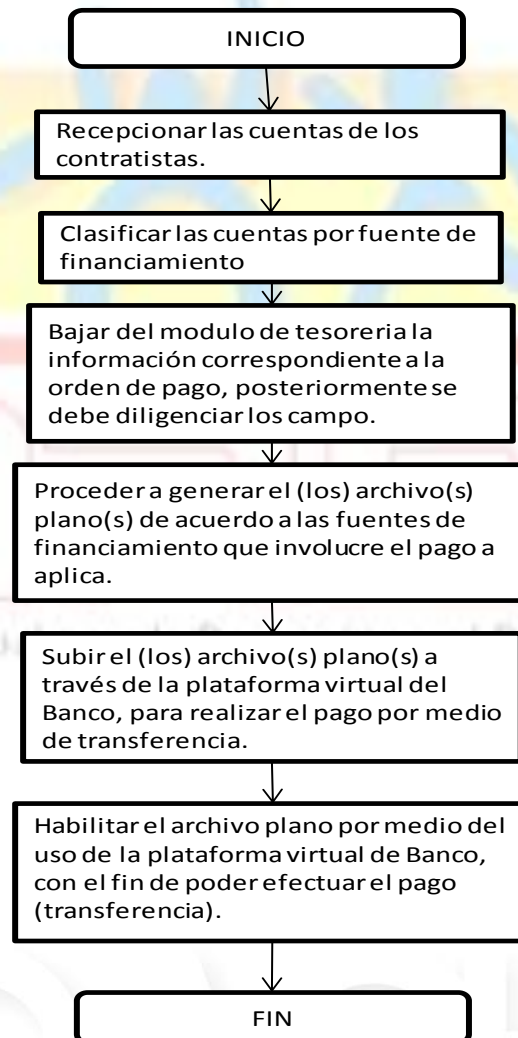 INICIO
Recepcionar las cuentas de los
contratistas.
Clasificar las cuentas por fuente de
financiamiento
Bajar del modulo de tesoreria la
información correspondiente a la
orden de pago, posteriormente se
debe diligenciar los campo.
Proceder a generar el (los) archivo(s)
plano(s) de acuerdo a las fuentes de
financiamiento que involucre el pago a
aplica.
Subir el (los) archivo(s) plano(s) a
través de la plataforma virtual del
Banco, para realizar el pago por medio
de transferencia.
Habilitar el archivo plano por medio del
uso de la plataforma virtual de Banco,
con el fin de poder efectuar el pago
(transferencia).
FIN